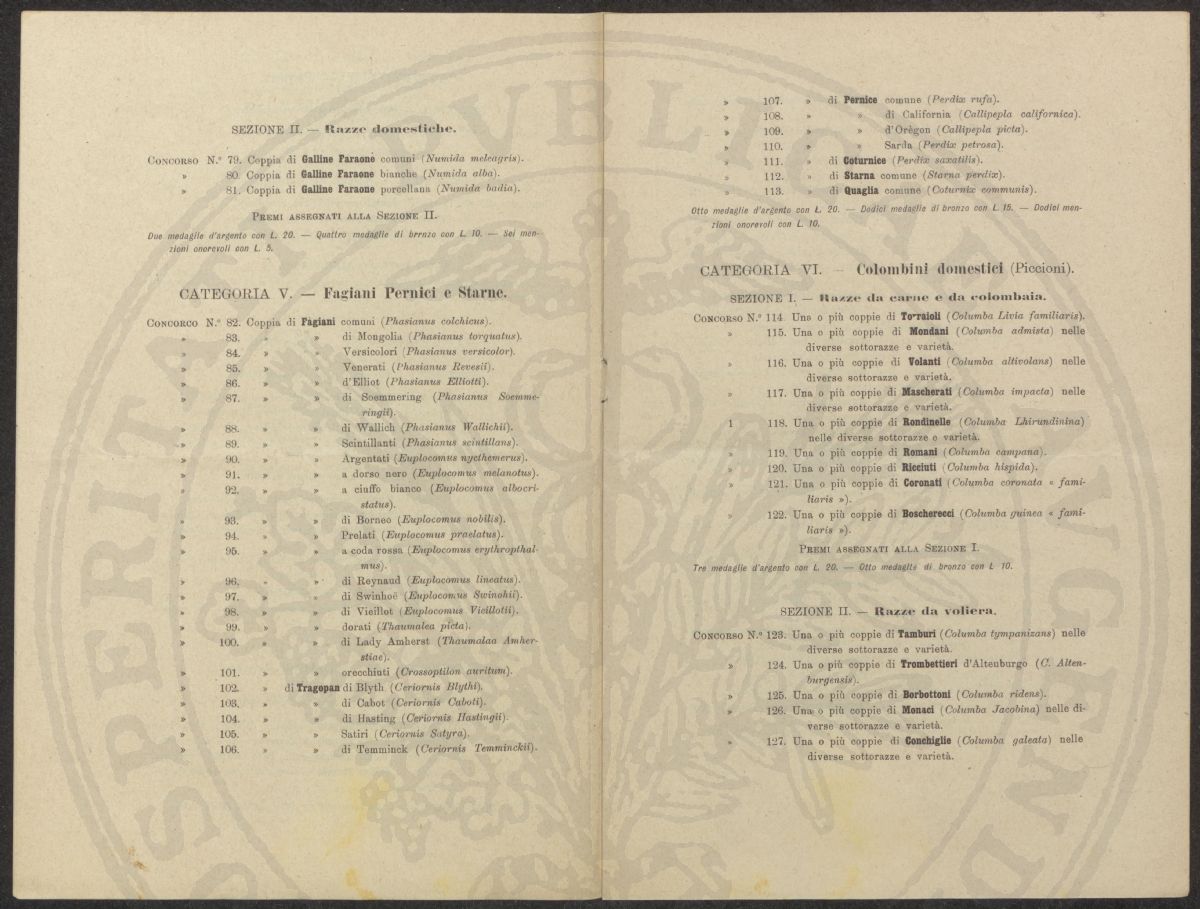 SEZIONE II. — Razze domestiche.
CONCORSO N.º 79. Coppia di Galline Faraone comuni (Numida meleagris).
» 80. Coppia di Galline Faraone bianche (Numida alba).
» 81. Coppia di Galline Faraone porcellana (Numida badia).
PREMI ASSEGNATI ALLA SEZIONE II.
Due medaglie d'argento con L. 20. — Quattro medaglie di brrnzo con L. 10. — Sei men-
zioni onorevoli con L. 5.
CATEGORIA V. — Fagiani Pernici e Starne.
CONCORCO N.º 82. Coppia di Fagiani comuni (Phasianus colchicus).
» 83. » » di Mongolia (Phasianus torquatus).
» 84. » » Versicolori (Phasianus versicolor).
» 85. » » Venerati (Phasianus Revesii).
» 86. » » d'Elliot (Phasianus Elliotti).
» 87. » » di Soemmering (Phasianus Soemme-
ringii).
» 88. » » di Wallich (Phasianus Wallichii).
» 89. » » Scintillanti (Phasianus scintillans).
» 90. » » Argentati (Euplocomus nycthemerus).
» 91. » » a dorso nero (Euplocomus melanotus).
» 92. » » a ciuffo bianco (Euplocomus albocri-
status).
» 93. » » di Borneo (Euplocomus nobilis).
» 94. » » Prelati (Euplocomus praelatus).
» 95. » » a coda rossa (Euplocomus erythropthal-
mus).
» 96, » » di Reynaud (Euplocomus lineatus).
» 97. » » di Swinhoë (Euplocomus Swinohii).
» 98. » » di Vieillot (Euplocomus Vieillotii).
» 99. » » dorati (Thaumalea picta).
» 100. » » di Lady Amherst (Thaumalaa Amher-
stiae).
» 101. » » orecchiuti (Crossoptilon auritum).
» 102. » di Tragopan di Blyth (Ceriornis Blythi).
» 103. » » di Cabot (Ceriornis Caboti).
» 104. » » di Hasting (Ceriornis Hastingii).
» 105. » » Satiri (Ceriornis Satyra).
» 106. » » di Temminck (Ceriornis Temminckii).
» 107. » di Pernice comune (Perdix rufa).
» 108. » » di California (Callipepla californica).
» 109. » » d'Orègon (Callipepla picta).
» 110. » » Sarda (Perdix petrosa).
» 111. » di Coturnice (Perdix saxatilis).
» 112. » di Starna comune (Starna perdix).
» 113. » di Quaglia comune (Coturnix communis).
Otto medaglie d'argento con L. 20. — Dodici medaglie di bronzo con L 15. — Dodici men-
zioni onorevoli con L. 10.
CATEGORIA VI. — Colombini domestici (Piccioni).
SEZIONE I. — Razze da carne e da colombaia.
CONCORSO N.º 114. Una o più coppie di Torraioli (Columba Livia familiaris).
» 115. Una o più coppie di Mondani (Columba admista) nelle
diverse sottorazze e varietà.
» 116. Una o più coppie di Volanti (Columba altivolans) nelle
diverse sottorazze e varietà.
» 117. Una o più coppie di Mascherati (Columba impacta) nelle
diverse sottorazze e varietà.
1 118. Una o più coppie di Rondinelle (Columba Lhirundinina)
nelle diverse sottorazze e varietà.
» 119. Una o più coppie di Romani (Columba campana).
» 120. Una o più coppie di Ricciuti (Columba hispida).
» 121. Una o più coppie di Coronati (Columba coronata « fami-
liaris »).
» 122. Una o più coppie di Boscherecci (Columba guinea « fami-
liaris »).
PREMI ASSEGNATI ALLA SEZIONE I.
Tre medaglie d'argento con L. 20. — Otto medaglie di bronzo con L 10.
SEZIONE II. — Razze da voliera.
CONCORSO N.º 123. Una o più coppie di Tamburi (Columba tympanizans) nelle
diverse sottorazze e varietà.
» 124. Una o più coppie di Trombettieri d'Altenburgo (C. Alten-
burgensis).
» 125. Una o più coppie di Borbottoni (Columba ridens).
» 126. Una o più coppie di Monaci (Columba Jacobina) nelle di-
verse sottorazze e varietà.
» 127. Una o più coppie di Conchiglie (Columba galeata) nelle
diverse sottorazze e varietà.